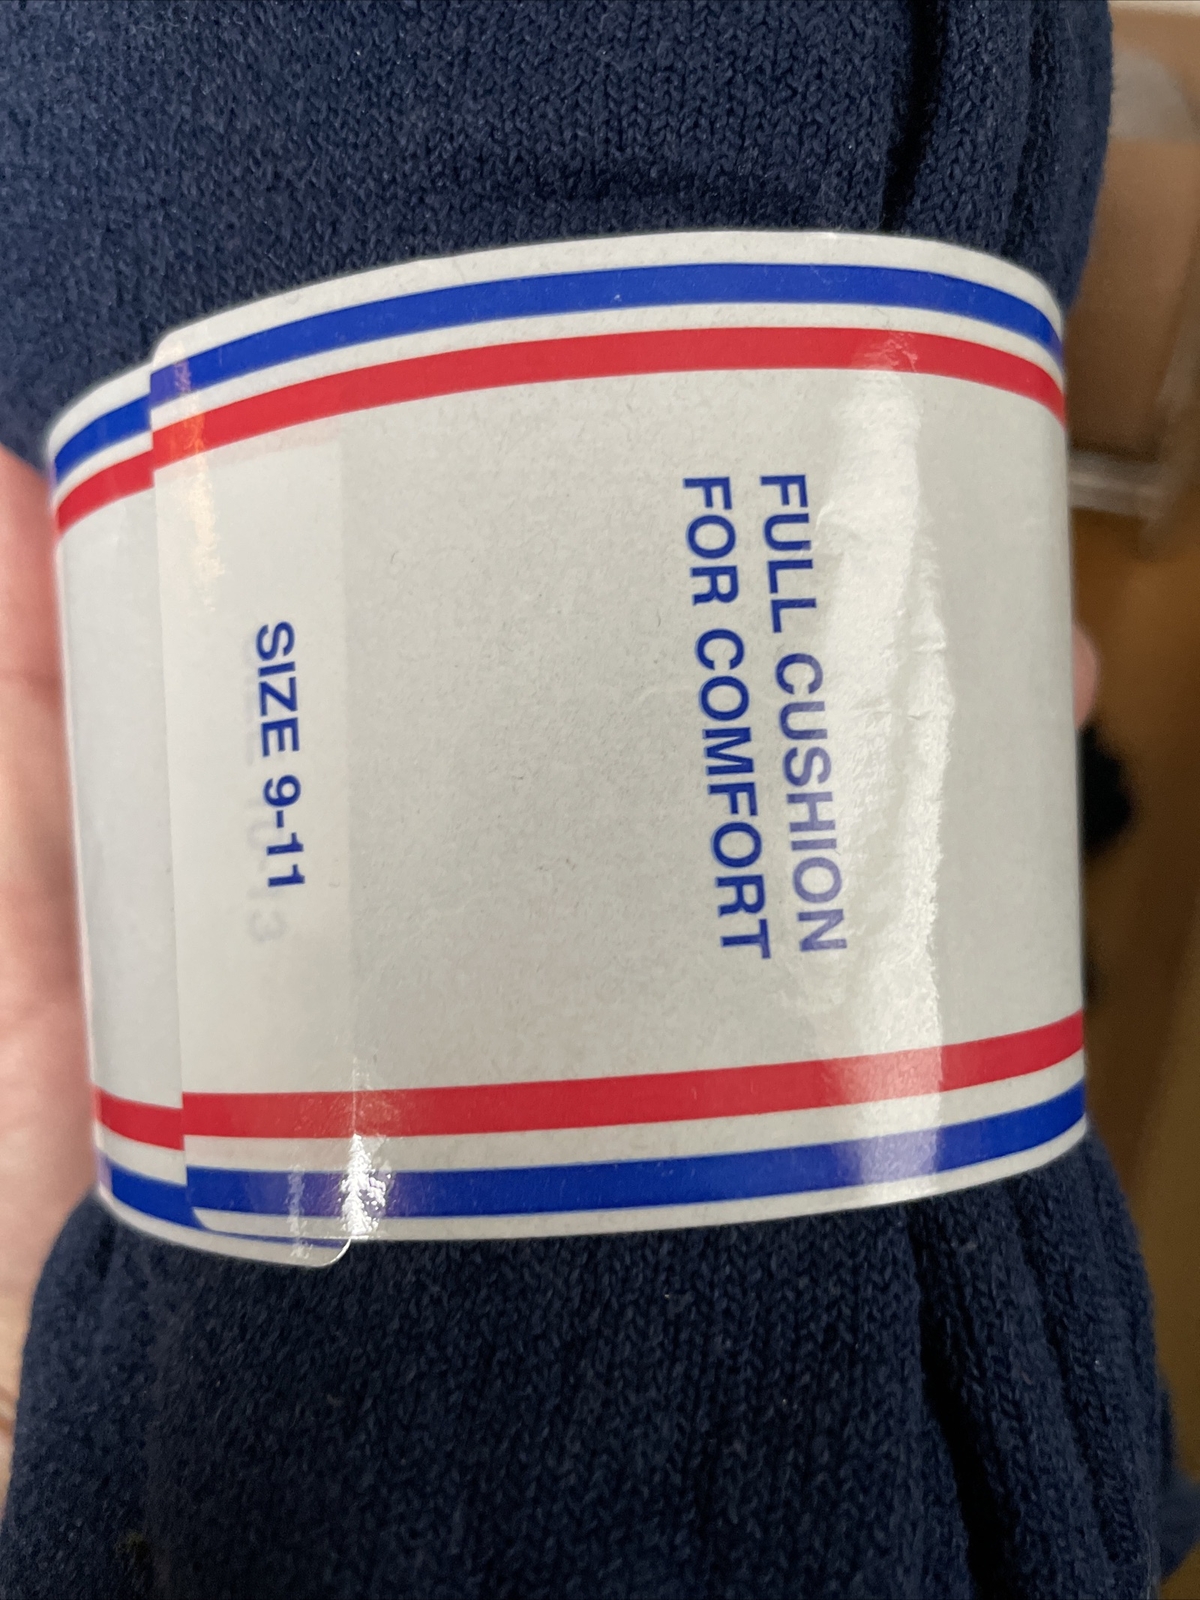 FULL CUSHION
FOR COMFORT
SIZE 9-11